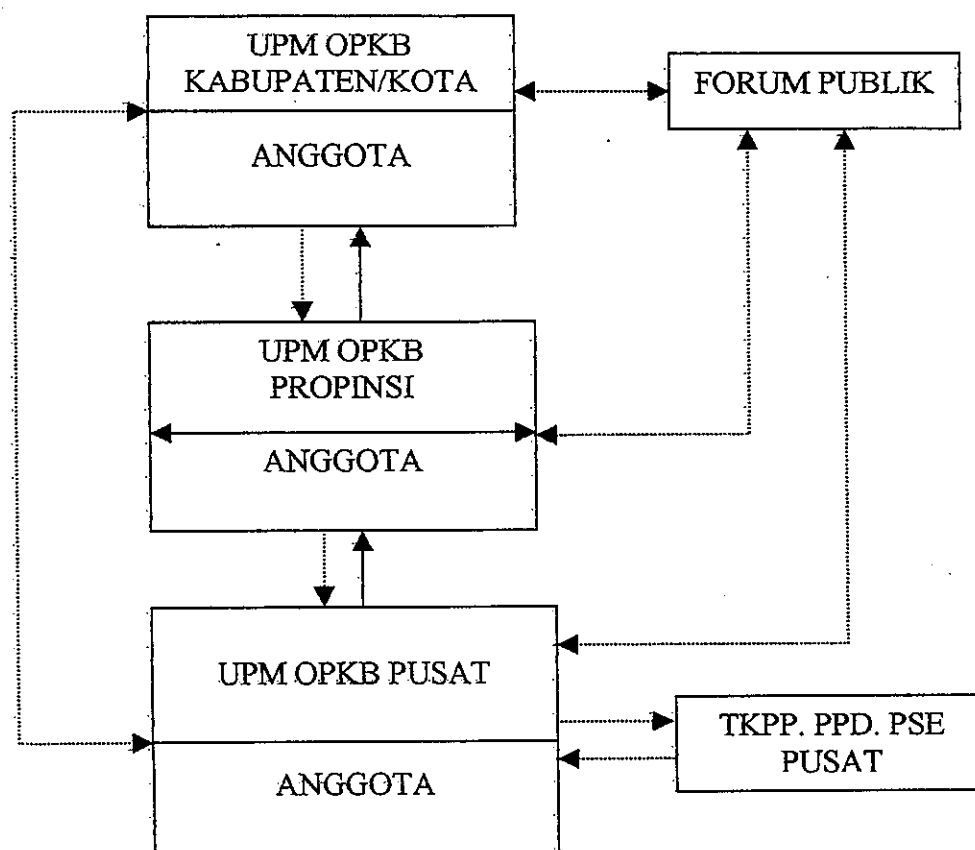 UPM OPKB
KABUPATEN/KOTA
ANGGOTA
FORUM PUBLIK
UPM OPKB
PROPINSI
ANGGOTA
UPM OPKB PUSAT
ANGGOTA
TKPP. PPD. PSE
PUSAT